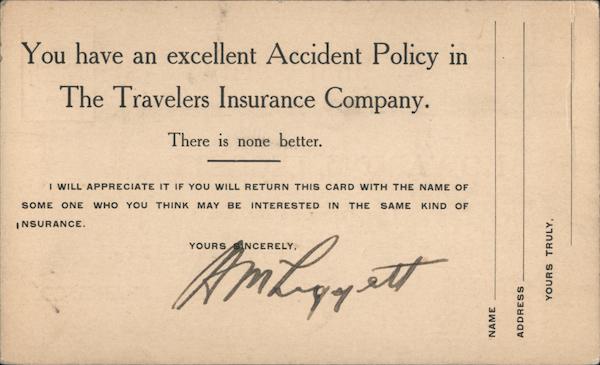 You have an excellent Accident Policy in
The Travelers Insurance Company.
There is none better.
I WILL APPRECIATE IT IF YOU WILL RETURN THIS CARD WITH THE NAME OF
SOME ONE WHO YOU THINK MAY BE INTERESTED IN THE SAME KIND OF
INSURANCE.
YOURS SINCERELY,
HM Liggett
NAME
ADDRESS
YOURS TRULY,